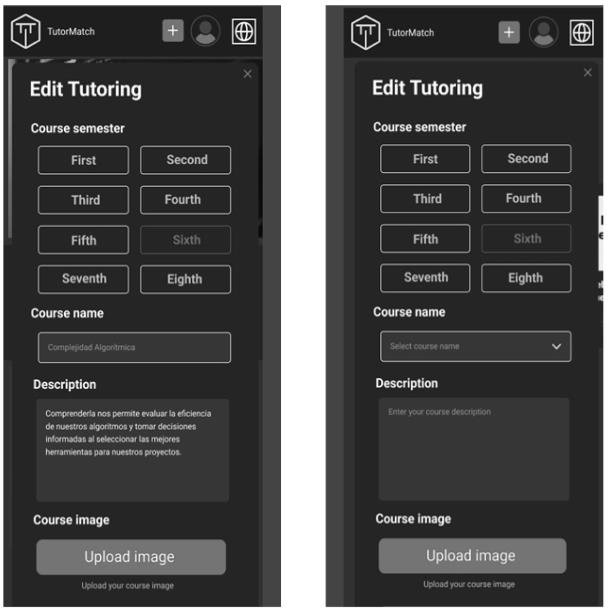 TutorMatch
+
Edit Tutoring
×
Course semester
First Second
Third Fourth
Fifth Sixth
Seventh Eighth
Course name
Complejidad Algorítmica
Description
Comprenderla nos permite evaluar la eficiencia
de nuestros algoritmos y tomar decisiones
informadas al seleccionar las mejores
herramientas para nuestros proyectos.
Course image
Upload image
Upload your course image
TutorMatch
+
Edit Tutoring
×
Course semester
First Second
Third Fourth
Fifth Sixth
Seventh Eighth
Course name
Select course name
Description
Enter your course description
Course image
Upload image
Upload your course image